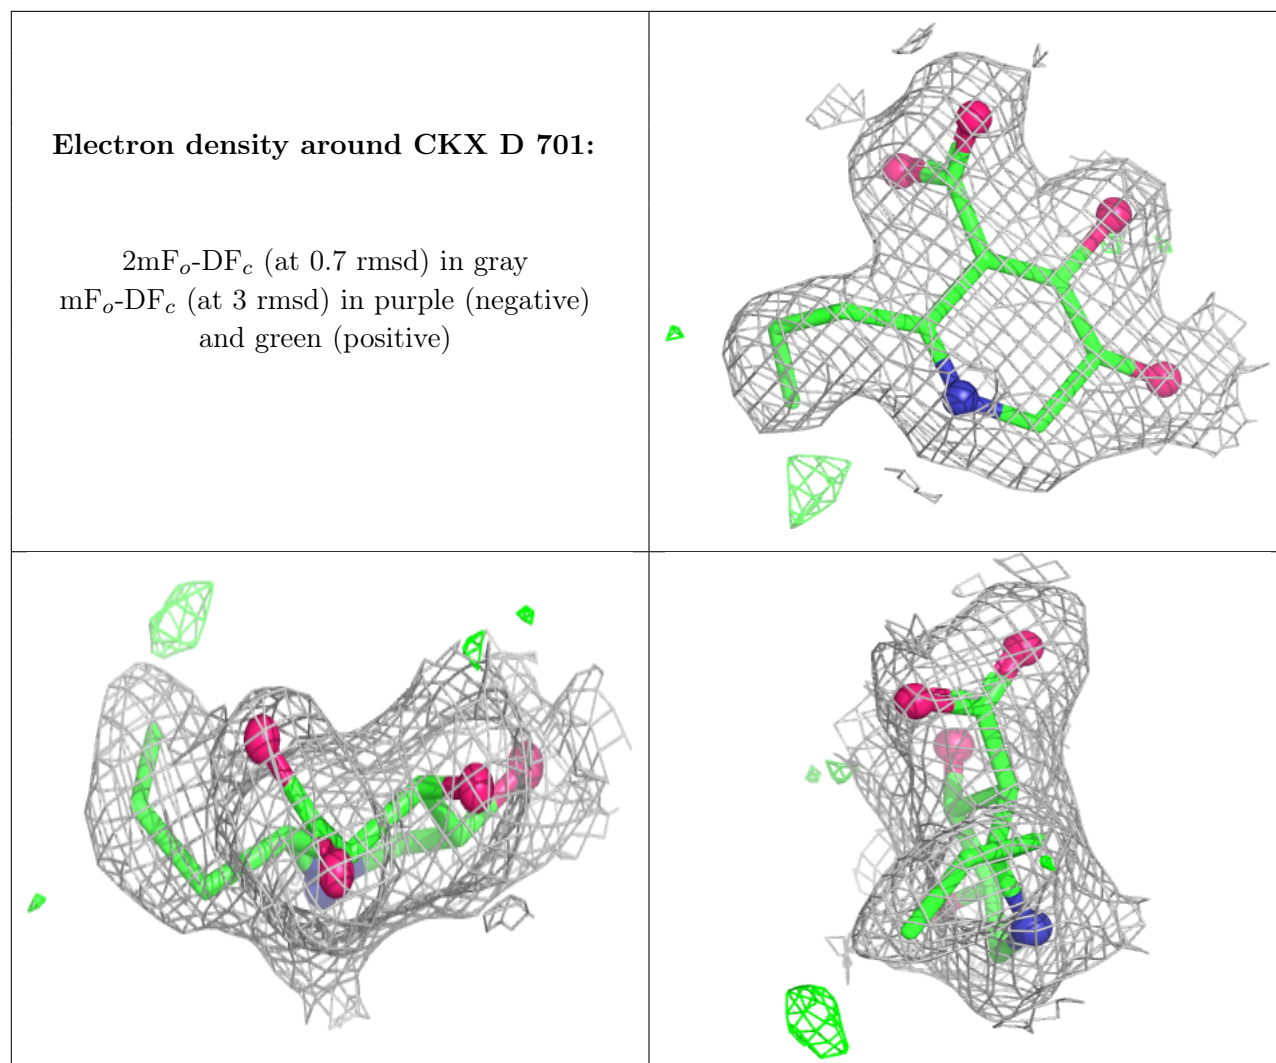 Electron density around CKX D 701:
2mFo-DFc (at 0.7 rmsd) in gray
mFo-DFc (at 3 rmsd) in purple (negative)
and green (positive)